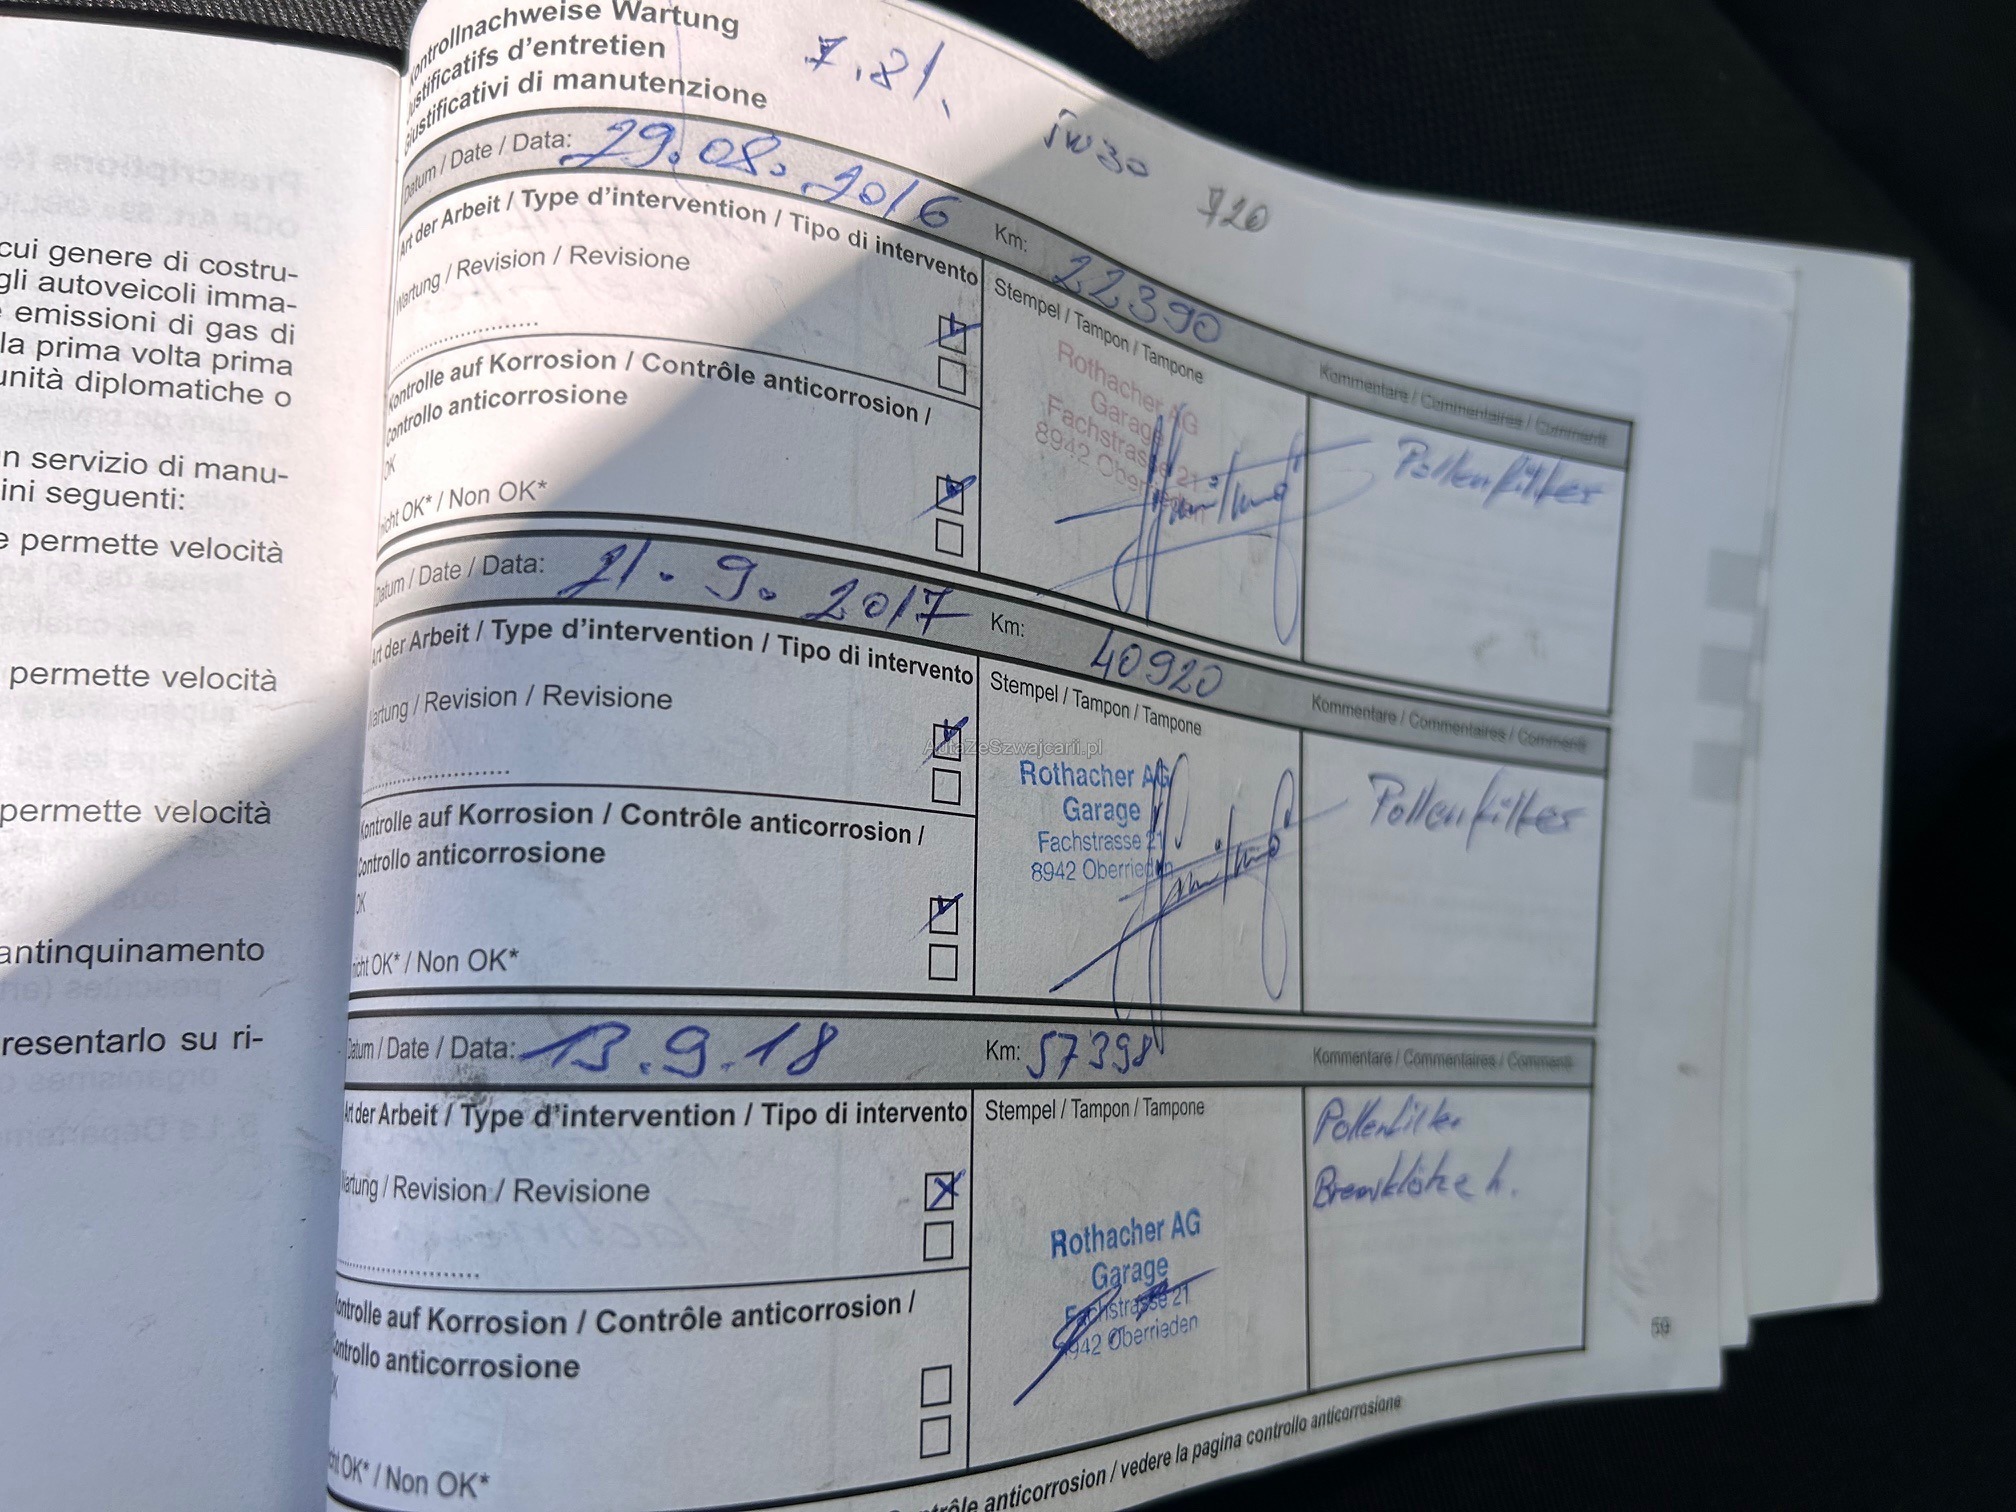 cui genere di costru-
gli autoveicoli imma-
emissioni di gas di
la prima volta prima
unità diplomatiche o
n servizio di manu-
ini seguenti:
e permette velocità
permette velocità
permette velocità
antinquinamento
resentarlo su ri-
Kontrollnachweise Wartung
Justificatifs d'entretien
Giustificativi di manutenzione
7.8l.
5W30
720
Datum / Date / Data: 29.08.2016 Km: 22390
Art der Arbeit / Type d'intervention / Tipo di intervento
Stempel / Tampon / Tampone
Kommentare / Commentaires / Commenti
Wartung / Revision / Revisione
Rothacher AG
Garage
Fachstrasse 21
8942 Oberrieden
Pollenfilter
Kontrolle auf Korrosion / Contrôle anticorrosion /
Controllo anticorrosione
OK
nicht OK* / Non OK*
Datum / Date / Data: 21.9.2017 Km: 40920
Art der Arbeit / Type d'intervention / Tipo di intervento
Stempel / Tampon / Tampone
Kommentare / Commentaires / Commenti
Wartung / Revision / Revisione
AutaZeSzwajcarii.pl
Rothacher AG
Garage
Fachstrasse 21
8942 Oberrieden
Pollenfilter
Kontrolle auf Korrosion / Contrôle anticorrosion /
Controllo anticorrosione
OK
nicht OK* / Non OK*
Datum / Date / Data: 13.9.18 Km: 57398
Kommentare / Commentaires / Commenti
Art der Arbeit / Type d'intervention / Tipo di intervento
Stempel / Tampon / Tampone
Pollenfilter
Bremsklötze h.
Wartung / Revision / Revisione
Rothacher AG
Garage
Fachstrasse 21
8942 Oberrieden
Kontrolle auf Korrosion / Contrôle anticorrosion /
Controllo anticorrosione
OK
nicht OK* / Non OK*
59
anticorrosion / vedere la pagina controllo anticorrosione